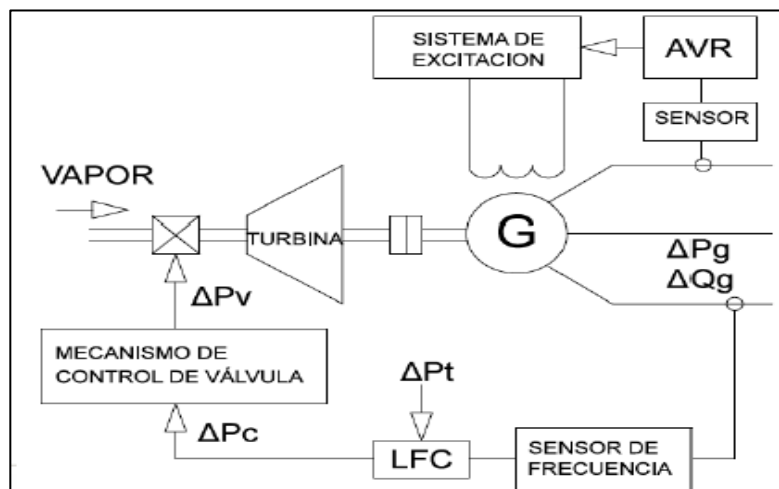 SISTEMA DE
EXCITACION
AVR
SENSOR
VAPOR
TURBINA
G
ΔPg
ΔQg
ΔPv
MECANISMO DE
CONTROL DE VÁLVULA
ΔPt
ΔPc
LFC
SENSOR DE
FRECUENCIA